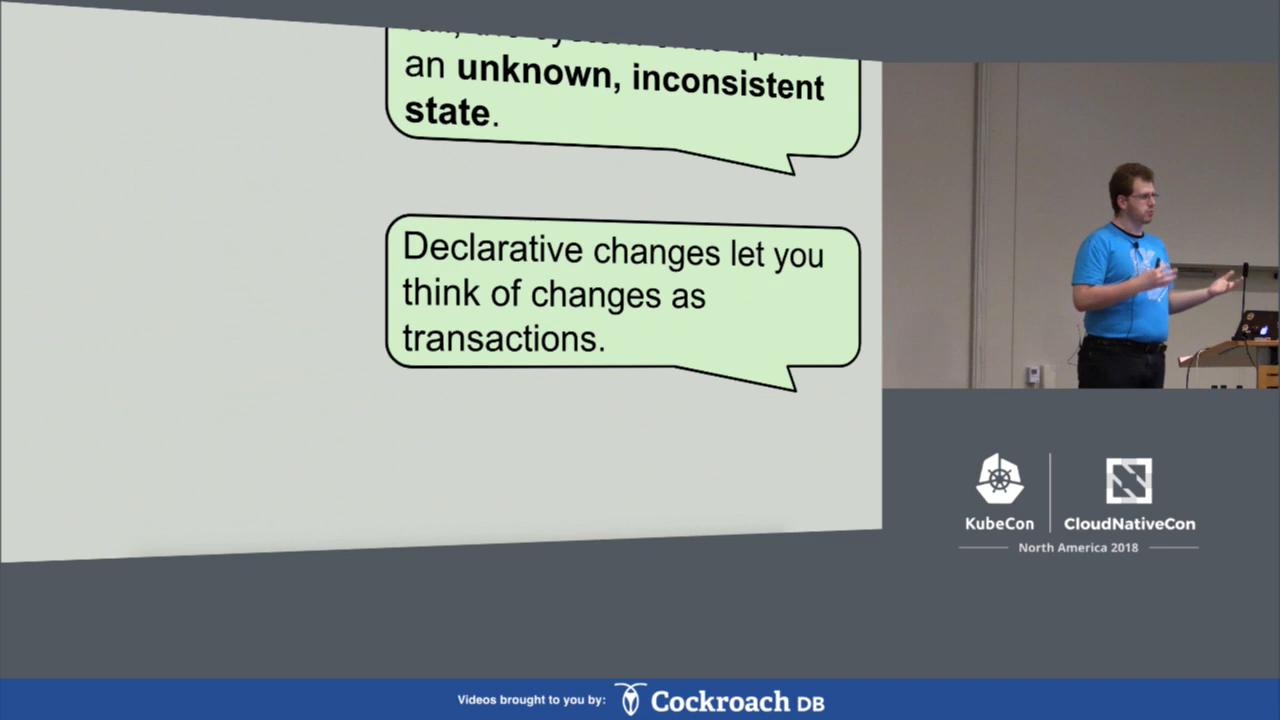 an unknown, inconsistent
state.
Declarative changes let you
think of changes as
transactions.
KubeCon
CloudNativeCon
North America 2018
Videos brought to you by: Cockroach DB